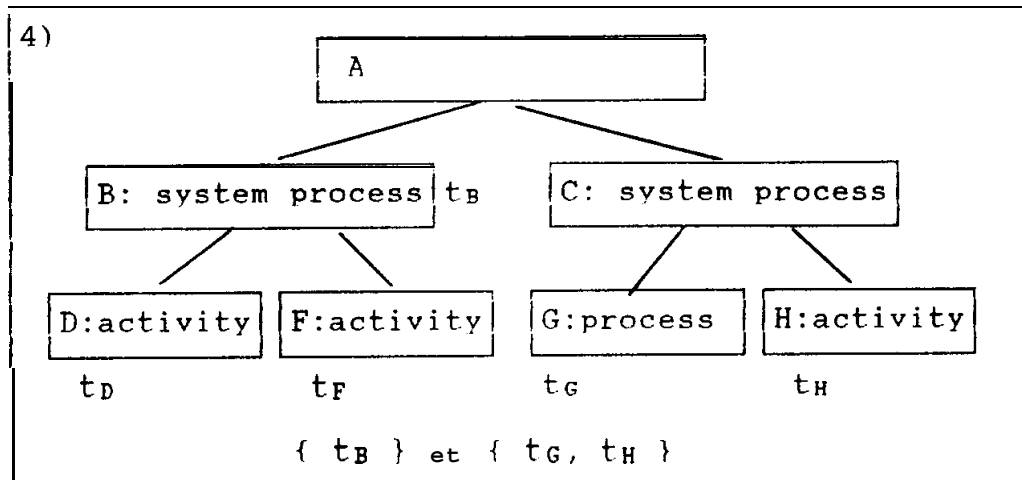 4)
A
B: system process tB C: system process
D:activity F:activity G:process H:activity
tD tF tG tH
{ tB } et { tG, tH }